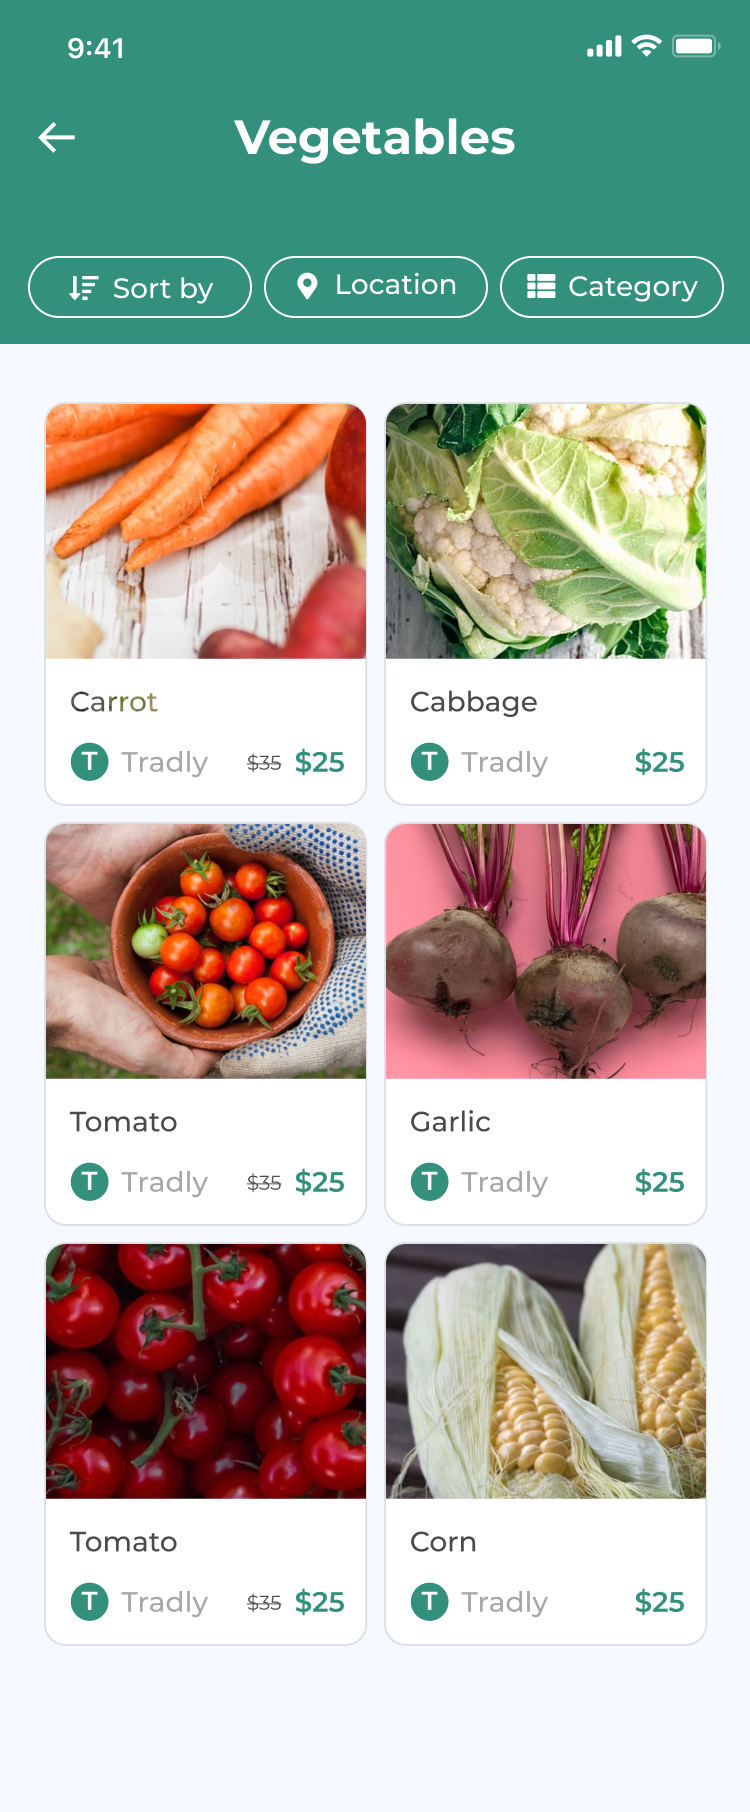 9:41
Vegetables
Sort by
Location
Category
Carrot
T Tradly $35 $25
Cabbage
T Tradly $25
Tomato
T Tradly $35 $25
Garlic
T Tradly $25
Tomato
T Tradly $35 $25
Corn
T Tradly $25